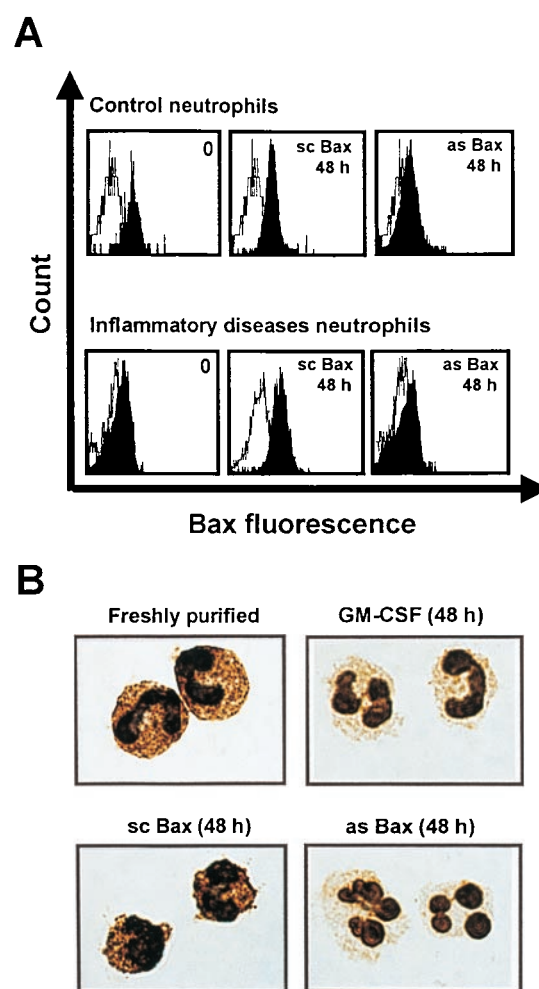 A
Control neutrophils
0
sc Bax
48 h
as Bax
48 h
Count
Inflammatory diseases neutrophils
0
sc Bax
48 h
as Bax
48 h
Bax fluorescence
B
Freshly purified
GM-CSF (48 h)
sc Bax (48 h)
as Bax (48 h)